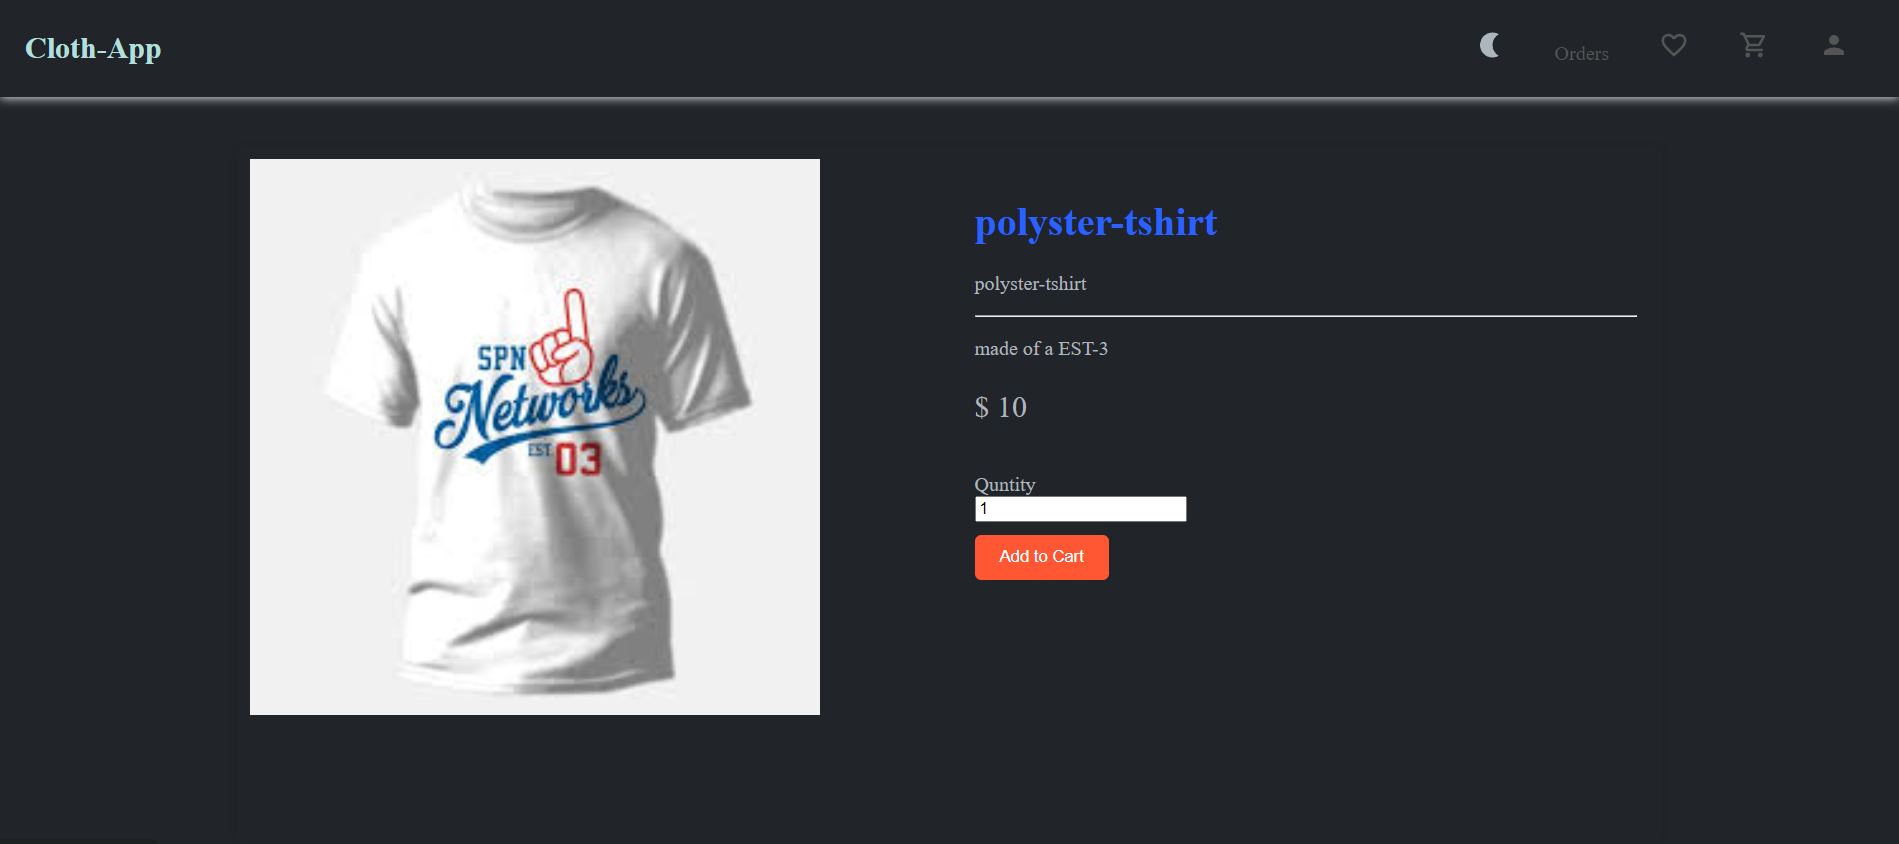 Cloth-App
Orders
SPN
Networks
EST.
03
polyster-tshirt
polyster-tshirt
made of a EST-3
$ 10
Quntity
1
Add to Cart